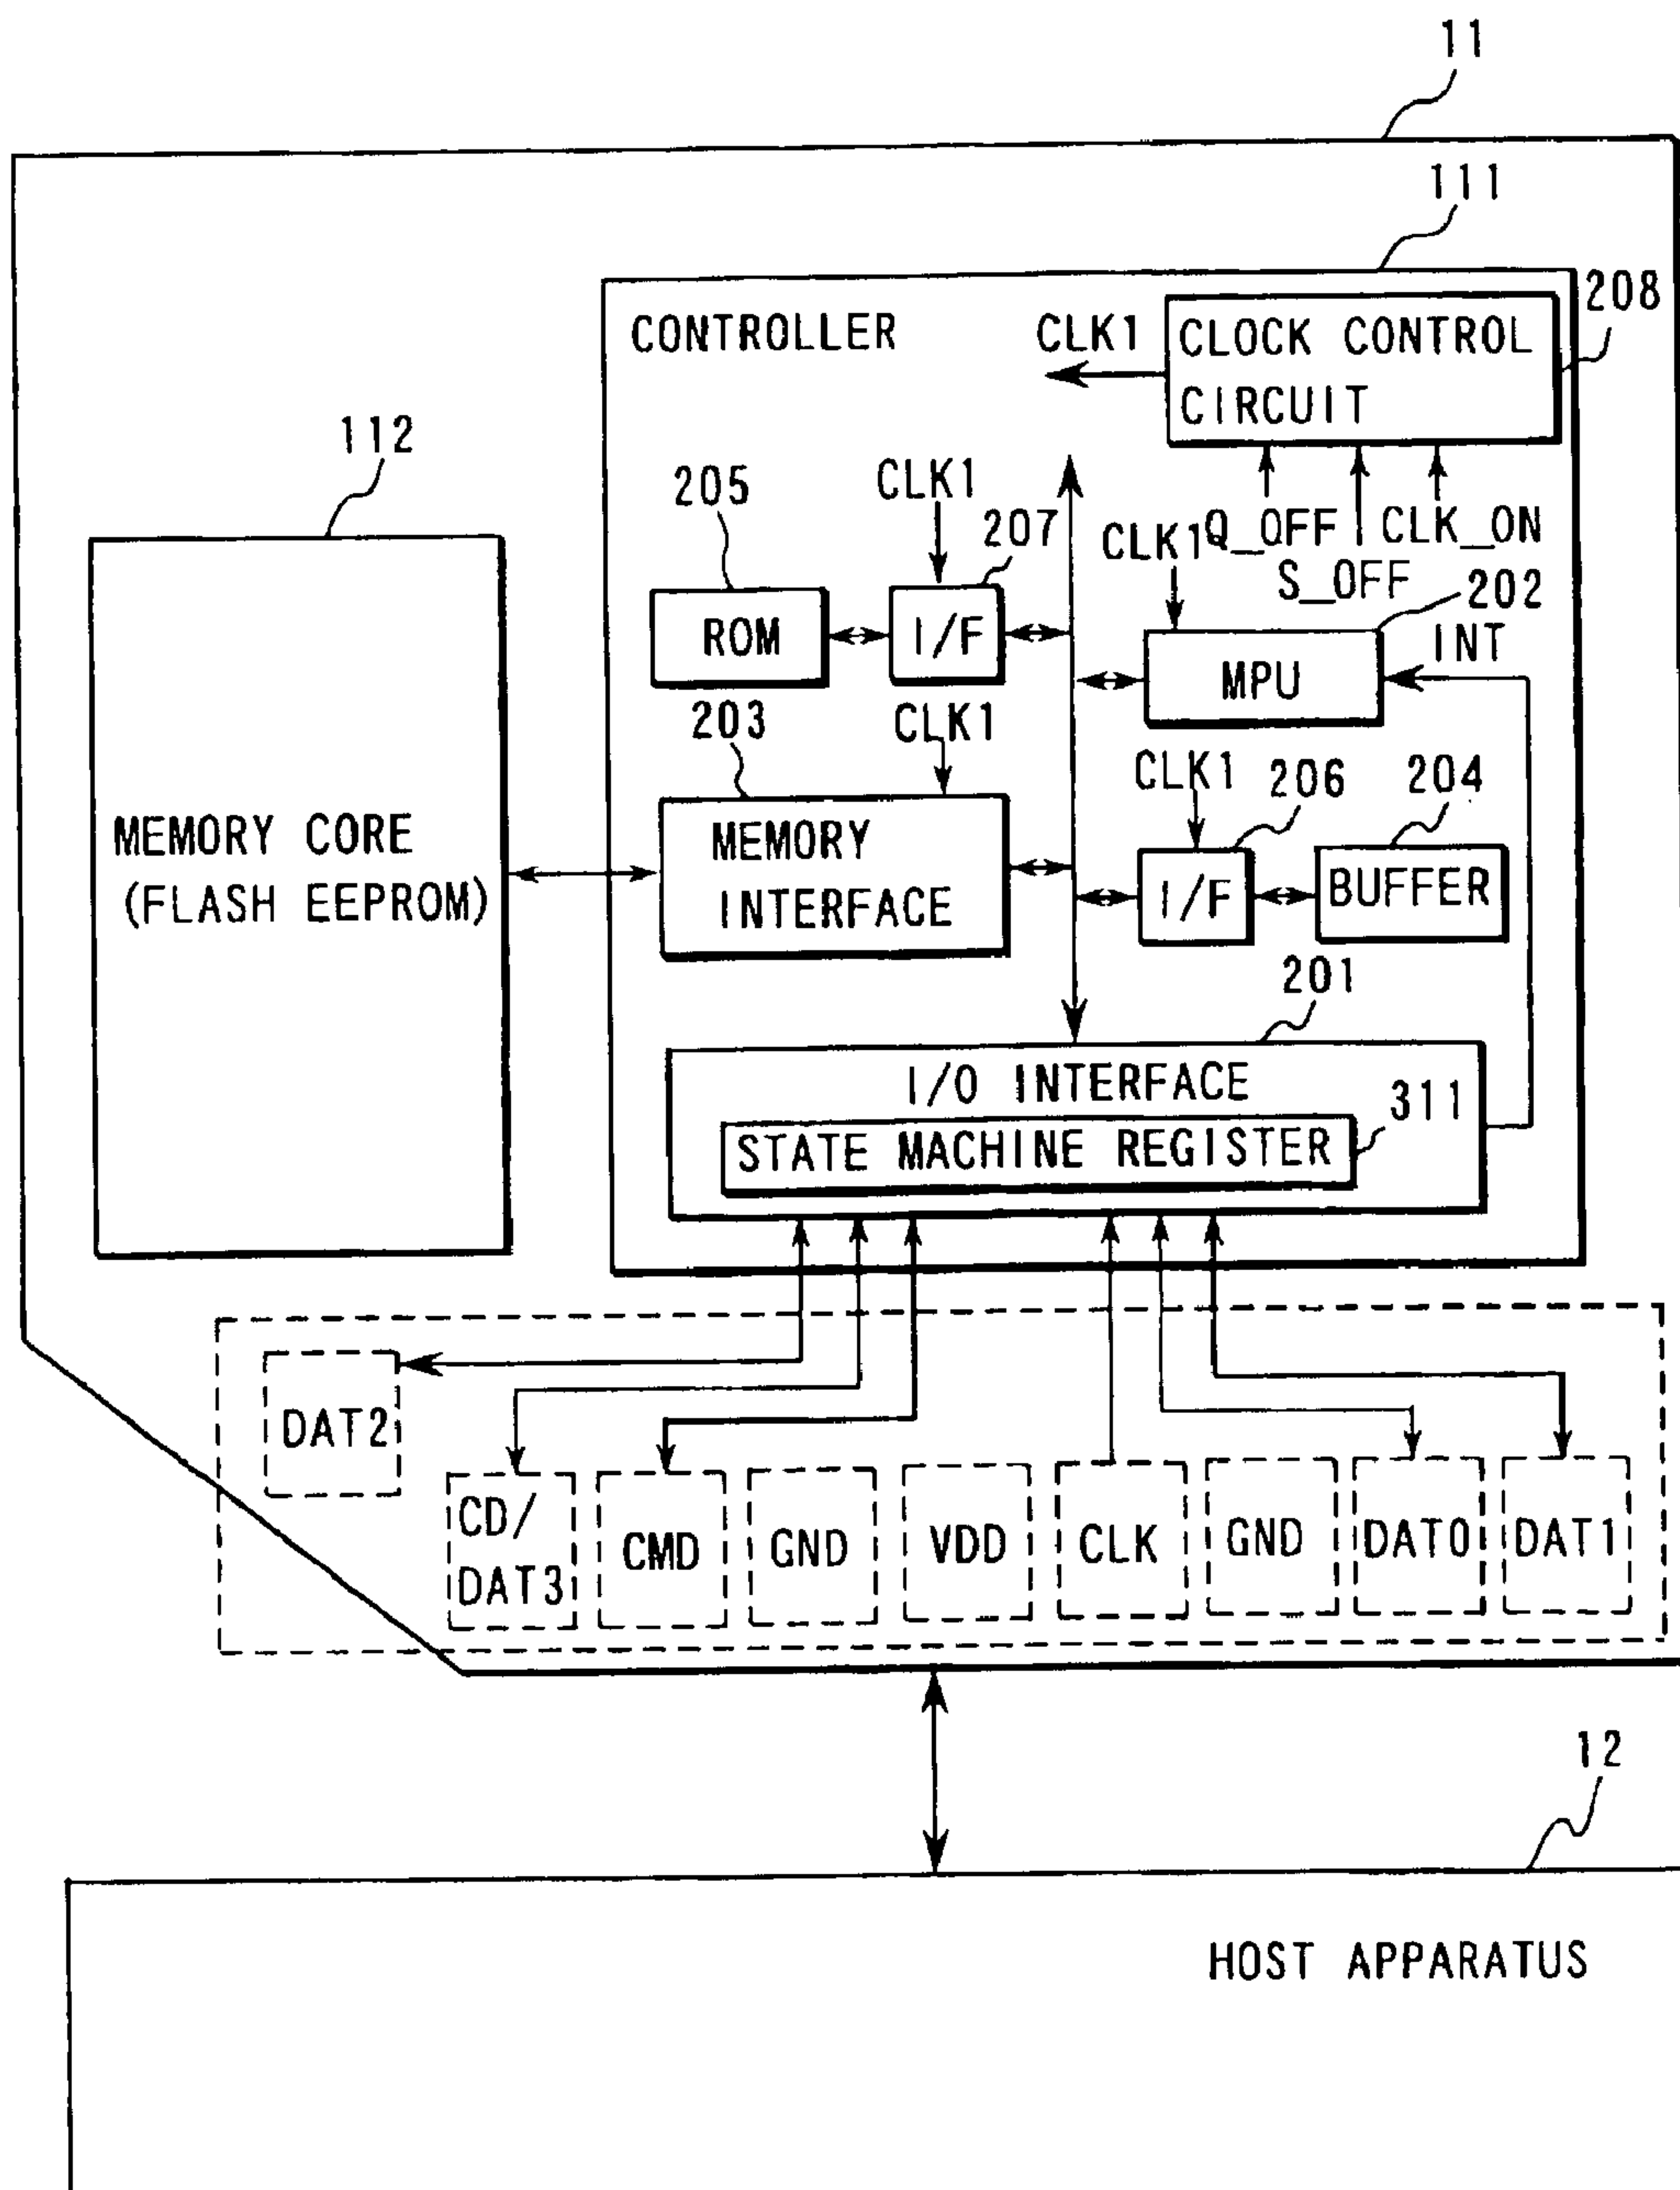 11
111
208
CONTROLLER
CLK1
CLOCK CONTROL
CIRCUIT
112
205
CLK1
207
CLK1
Q_OFF
CLK_ON
S_OFF
202
ROM
I/F
INT
MPU
203
CLK1
CLK1
206
204
MEMORY CORE
(FLASH EEPROM)
MEMORY
INTERFACE
I/F
BUFFER
201
I/O INTERFACE
311
STATE MACHINE REGISTER
DAT2
CD/
DAT3
CMD
GND
VDD
CLK
GND
DAT0
DAT1
12
HOST APPARATUS